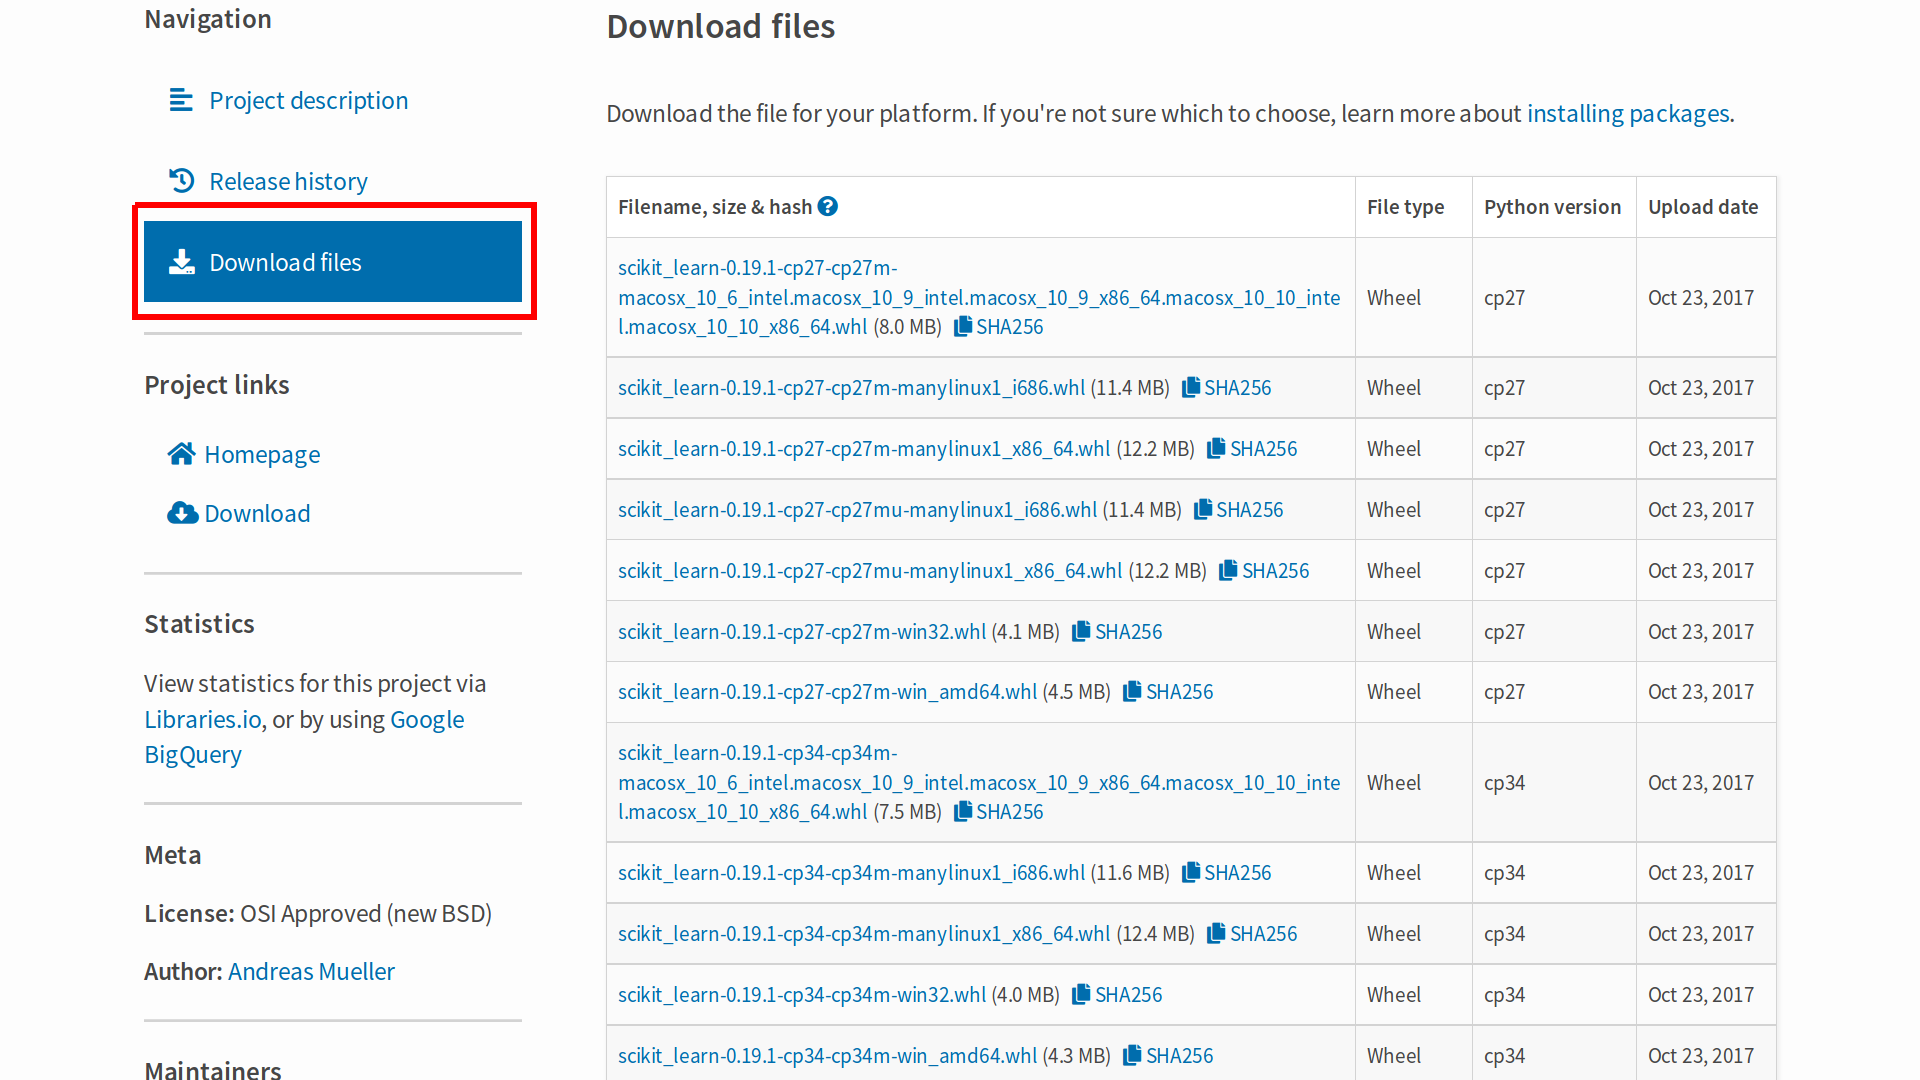 Navigation
Project description
Release history
Download files
Project links
Homepage
Download
Statistics
View statistics for this project via
Libraries.io, or by using Google
BigQuery
Meta
License: OSI Approved (new BSD)
Author: Andreas Mueller
Maintainers
Download files
Download the file for your platform. If you're not sure which to choose, learn more about installing packages.
Filename, size & hash ? File type Python version Upload date
scikit_learn-0.19.1-cp27-cp27m-
macosx_10_6_intel.macosx_10_9_intel.macosx_10_9_x86_64.macosx_10_10_inte Wheel cp27 Oct 23, 2017
l.macosx_10_10_x86_64.whl (8.0 MB) SHA256
scikit_learn-0.19.1-cp27-cp27m-manylinux1_i686.whl (11.4 MB) SHA256 Wheel cp27 Oct 23, 2017
scikit_learn-0.19.1-cp27-cp27m-manylinux1_x86_64.whl (12.2 MB) SHA256 Wheel cp27 Oct 23, 2017
scikit_learn-0.19.1-cp27-cp27mu-manylinux1_i686.whl (11.4 MB) SHA256 Wheel cp27 Oct 23, 2017
scikit_learn-0.19.1-cp27-cp27mu-manylinux1_x86_64.whl (12.2 MB) SHA256 Wheel cp27 Oct 23, 2017
scikit_learn-0.19.1-cp27-cp27m-win32.whl (4.1 MB) SHA256 Wheel cp27 Oct 23, 2017
scikit_learn-0.19.1-cp27-cp27m-win_amd64.whl (4.5 MB) SHA256 Wheel cp27 Oct 23, 2017
scikit_learn-0.19.1-cp34-cp34m-
macosx_10_6_intel.macosx_10_9_intel.macosx_10_9_x86_64.macosx_10_10_inte Wheel cp34 Oct 23, 2017
l.macosx_10_10_x86_64.whl (7.5 MB) SHA256
scikit_learn-0.19.1-cp34-cp34m-manylinux1_i686.whl (11.6 MB) SHA256 Wheel cp34 Oct 23, 2017
scikit_learn-0.19.1-cp34-cp34m-manylinux1_x86_64.whl (12.4 MB) SHA256 Wheel cp34 Oct 23, 2017
scikit_learn-0.19.1-cp34-cp34m-win32.whl (4.0 MB) SHA256 Wheel cp34 Oct 23, 2017
scikit_learn-0.19.1-cp34-cp34m-win_amd64.whl (4.3 MB) SHA256 Wheel cp34 Oct 23, 2017